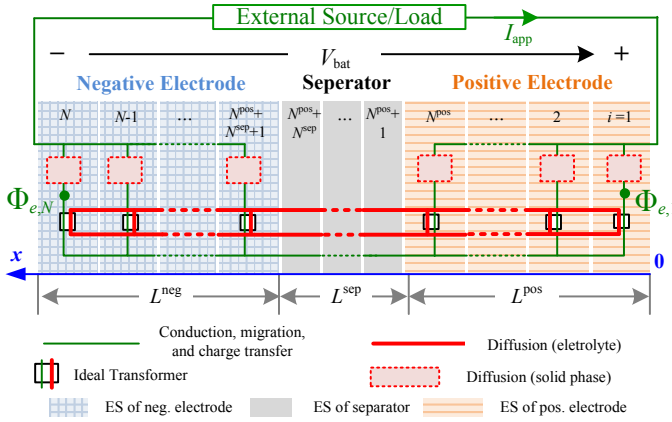 External Source/Load
I_app
− V_bat +
Negative Electrode Seperator Positive Electrode
N N-1 ... N^pos+ N^sep+1 N^pos+ N^sep ... N^pos+ 1 N^pos ... 2 i=1
Φ_e,N Φ_e,
x 0
L^neg L^sep L^pos
Conduction, migration, and charge transfer
Diffusion (eletrolyte)
Ideal Transformer
Diffusion (solid phase)
ES of neg. electrode ES of separator ES of pos. electrode